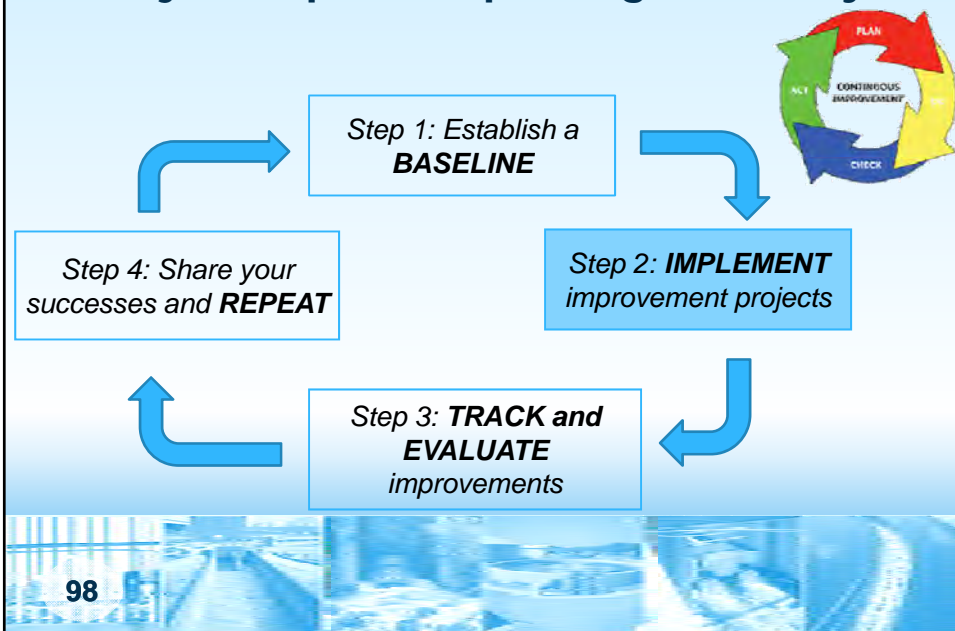 PLAN
CONTINUOUS
IMPROVEMENT
ACT
CHECK
Step 1: Establish a
BASELINE
Step 2: IMPLEMENT
improvement projects
Step 3: TRACK and
EVALUATE
improvements
Step 4: Share your
successes and REPEAT
98